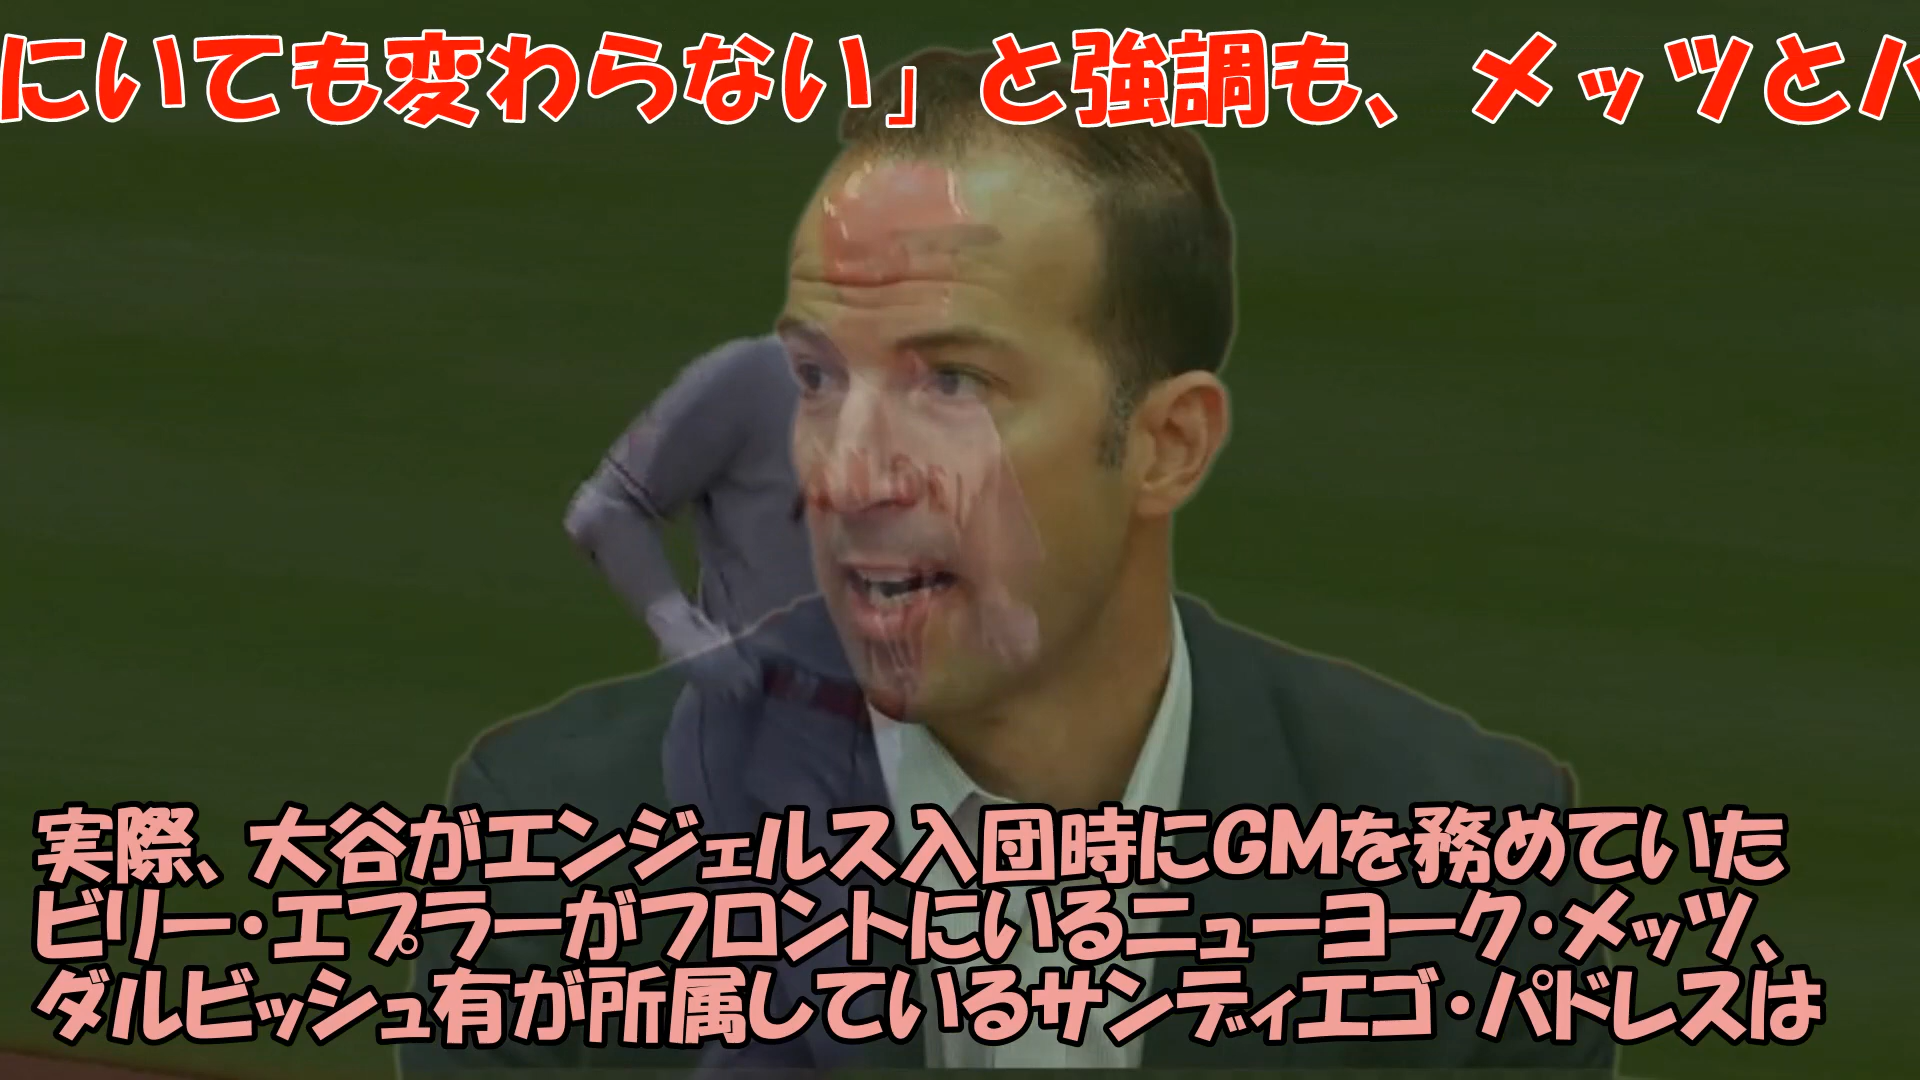 にいても変わらない」と強調も、メッツとパ
実際、大谷がエンジェルス入団時にGMを務めていた
ビリー・エプラーがフロントにいるニューヨーク・メッツ、
ダルビッシュ有が所属しているサンディエゴ・パドレスは